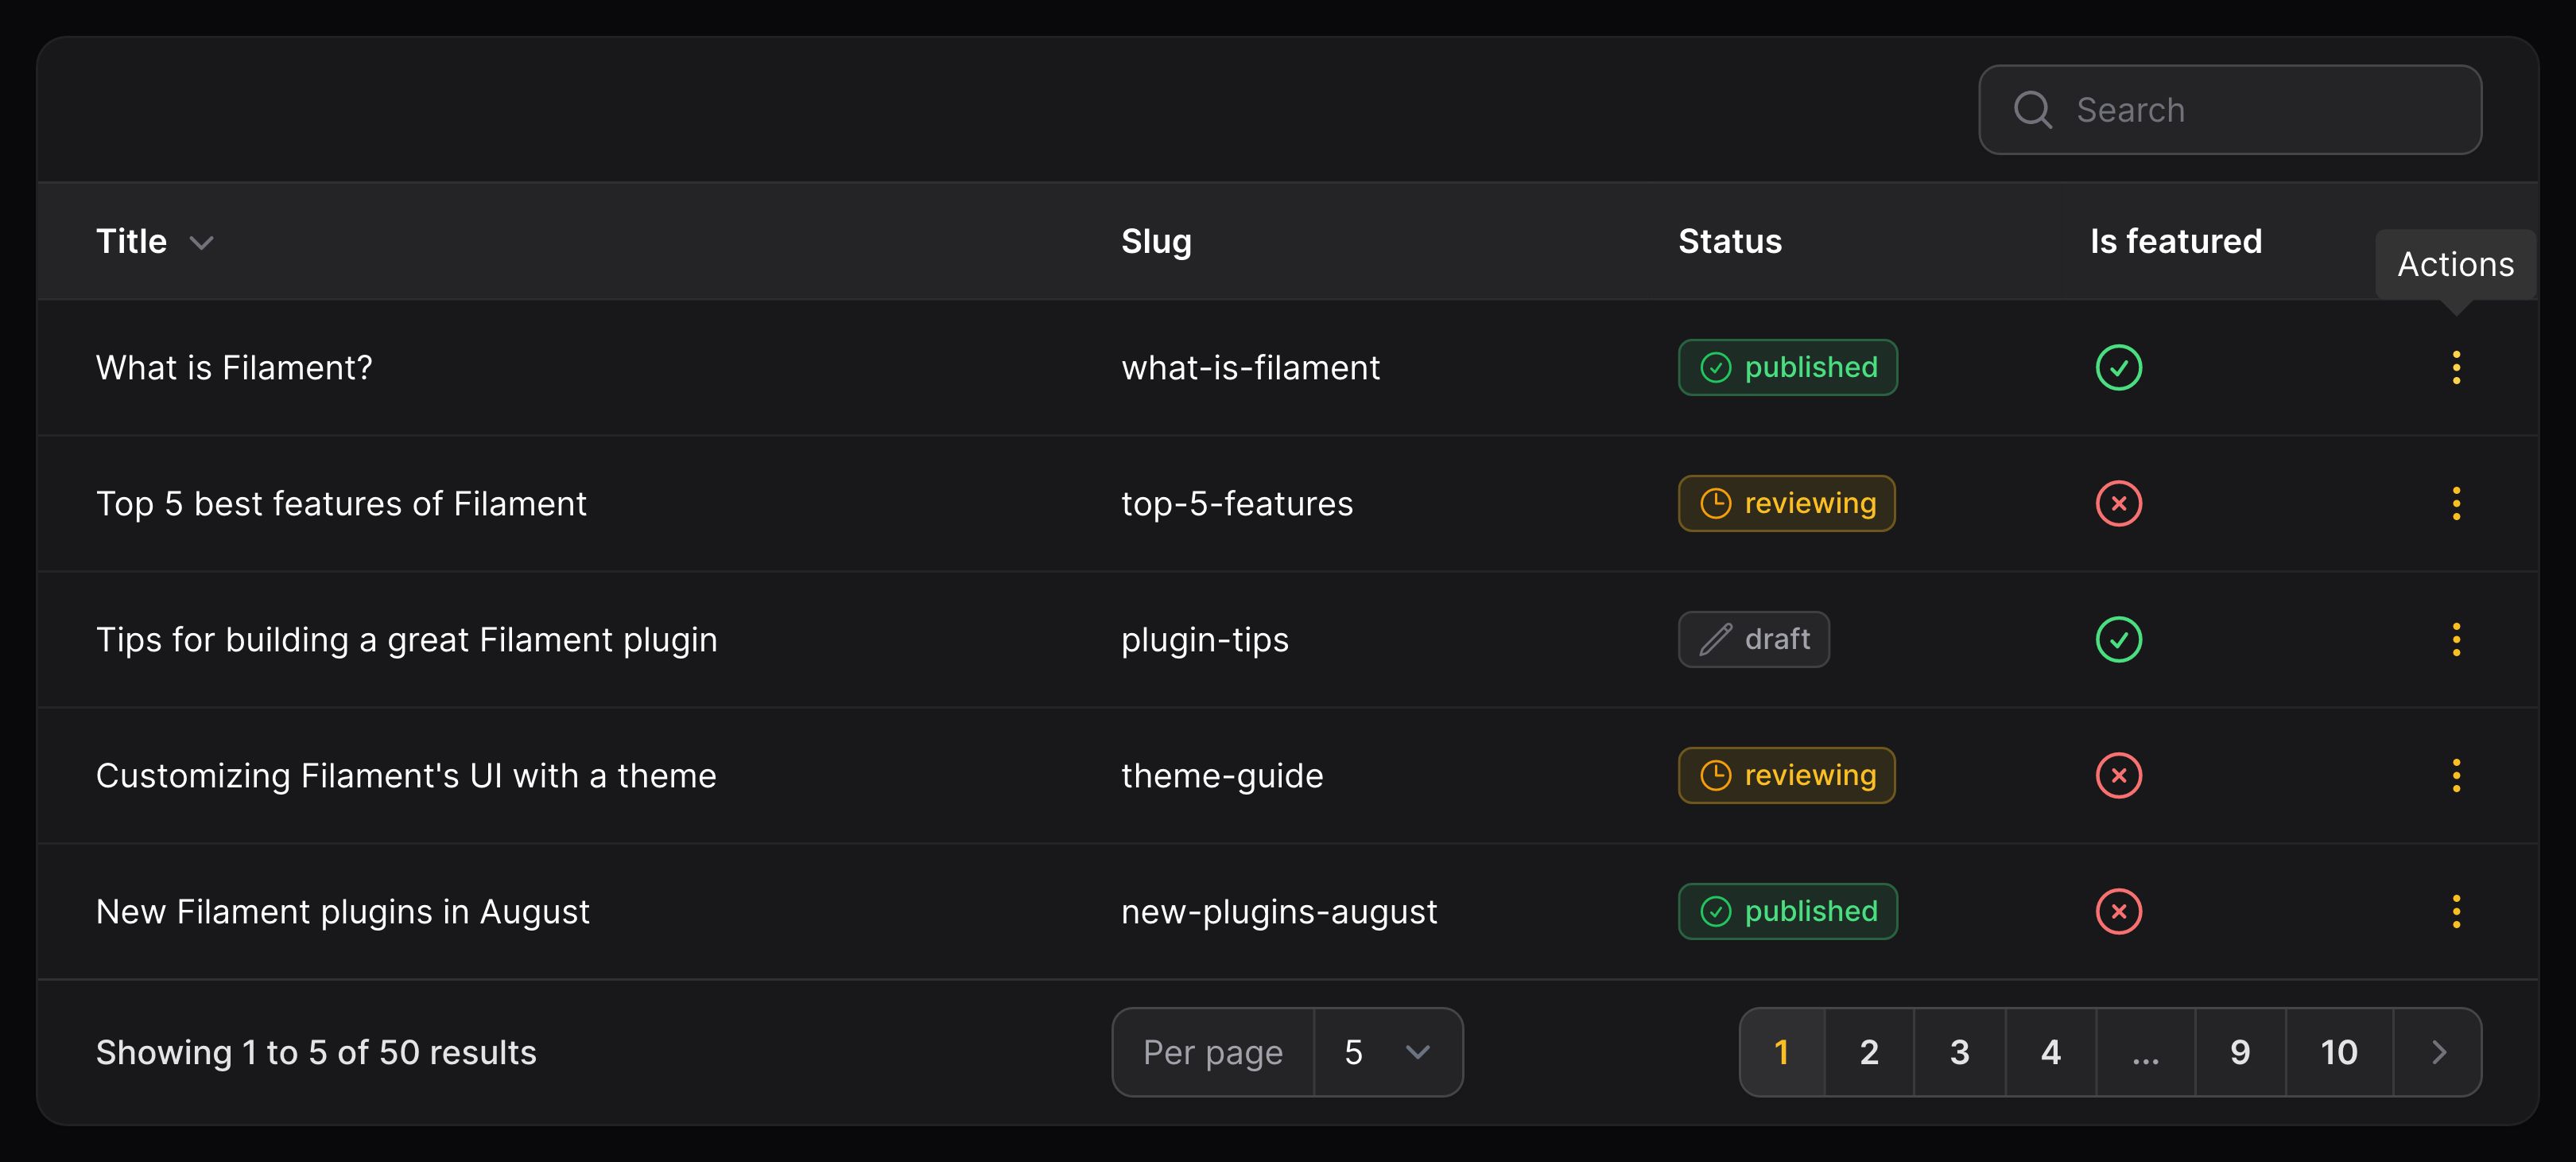 Search
Title Slug Status Is featured
Actions
What is Filament? what-is-filament published
Top 5 best features of Filament top-5-features reviewing
Tips for building a great Filament plugin plugin-tips draft
Customizing Filament's UI with a theme theme-guide reviewing
New Filament plugins in August new-plugins-august published
Showing 1 to 5 of 50 results Per page 5 1 2 3 4 ... 9 10